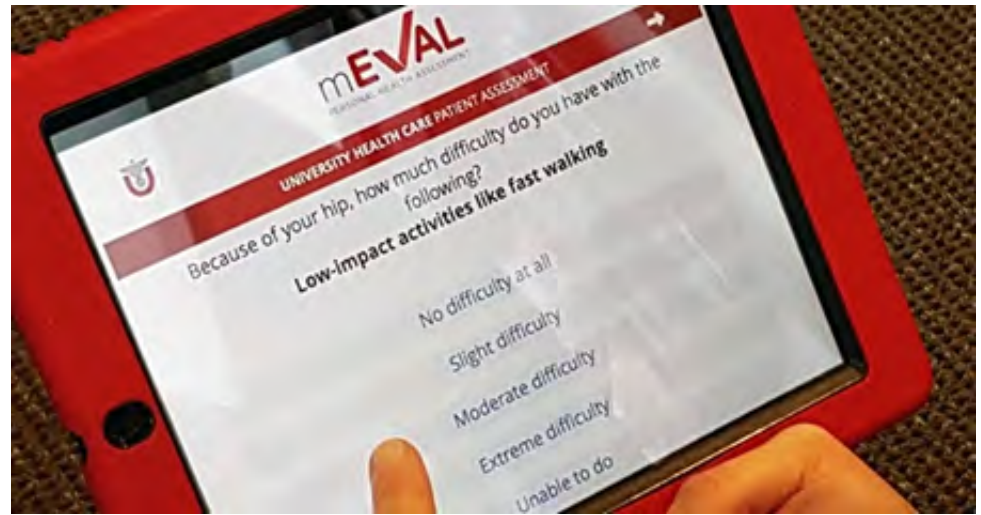 mEVAL
PERSONAL HEALTH ASSESSMENT
UNIVERSITY HEALTH CARE PATIENT ASSESSMENT
Because of your hip, how much difficulty do you have with the
following?
Low-impact activities like fast walking
No difficulty at all
Slight difficulty
Moderate difficulty
Extreme difficulty
Unable to do